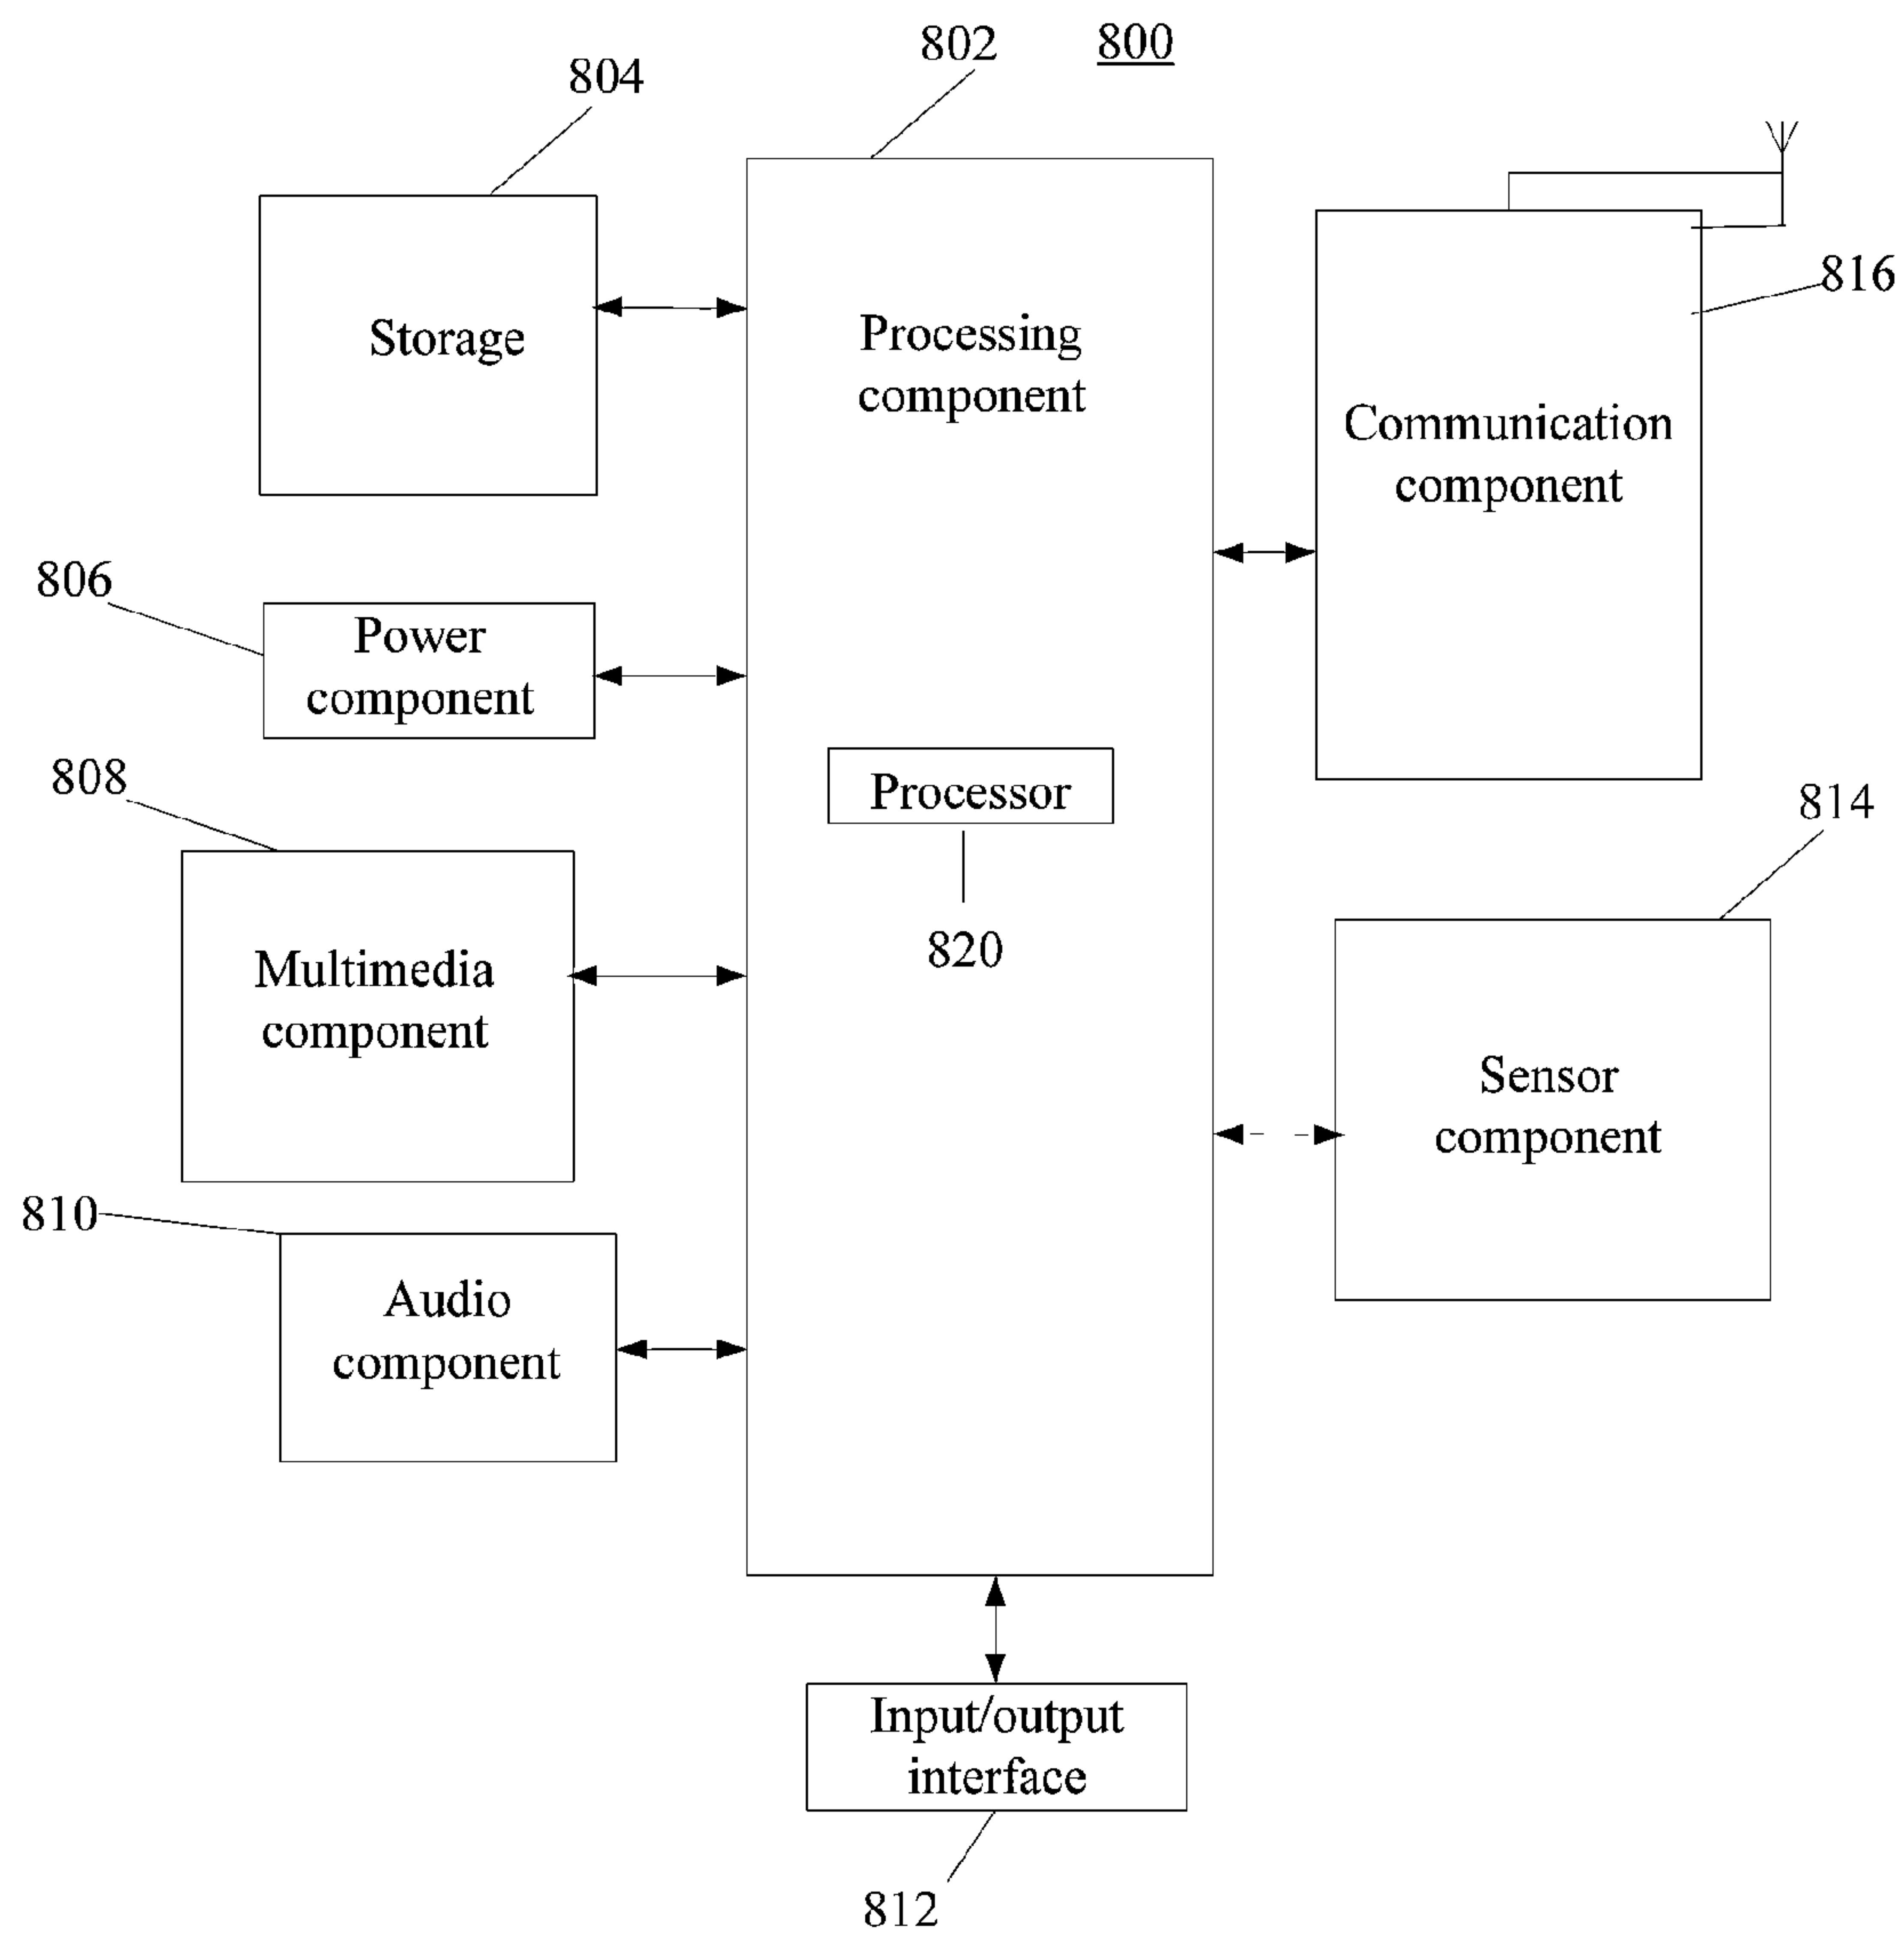 802
800
804
816
Storage
Processing
component
Communication
component
806
Power
component
808
Processor
814
820
Multimedia
component
Sensor
component
810
Audio
component
Input/output
interface
812